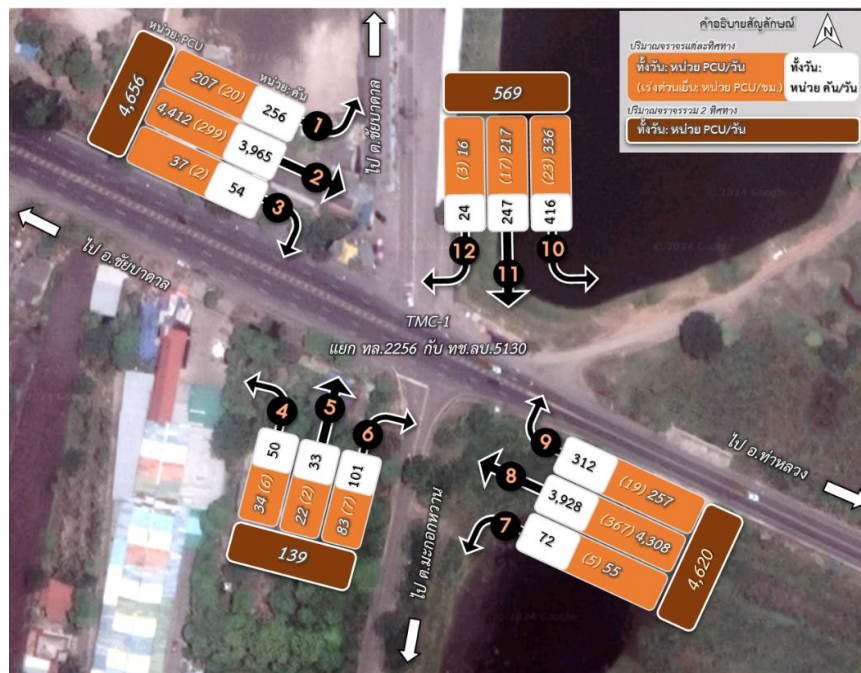 คำอธิบายสัญลักษณ์
N
ปริมาณจราจรแต่ละทิศทาง
ทั้งวัน: หน่วย PCU/วัน
(เร่งด่วนเย็น: หน่วย PCU/ชม.)
ทั้งวัน:
หน่วย คัน/วัน
ปริมาณจราจรรวม 2 ทิศทาง
ทั้งวัน: หน่วย PCU/วัน
หน่วย: PCU
หน่วย: คัน
4,656
207 (20) 256 1
4,412 (299) 3,965 2
37 (2) 54 3
ไป ต.ชัยบาดาล
569
(3) 16 (17) 217 (23) 336
24 247 416
12 11 10
ไป อ.ชัยบาดาล
TMC-1
แยก ทล.2256 กับ ทช.ลบ.5130
4 5 6
50 33 101
34 (6) 22 (2) 83 (7)
139
ไป ต.มะกอกหวาน
ไป อ.ท่าหลวง
9 312 (19) 257
8 3,928 (367) 4,308
7 72 (5) 55
4,620